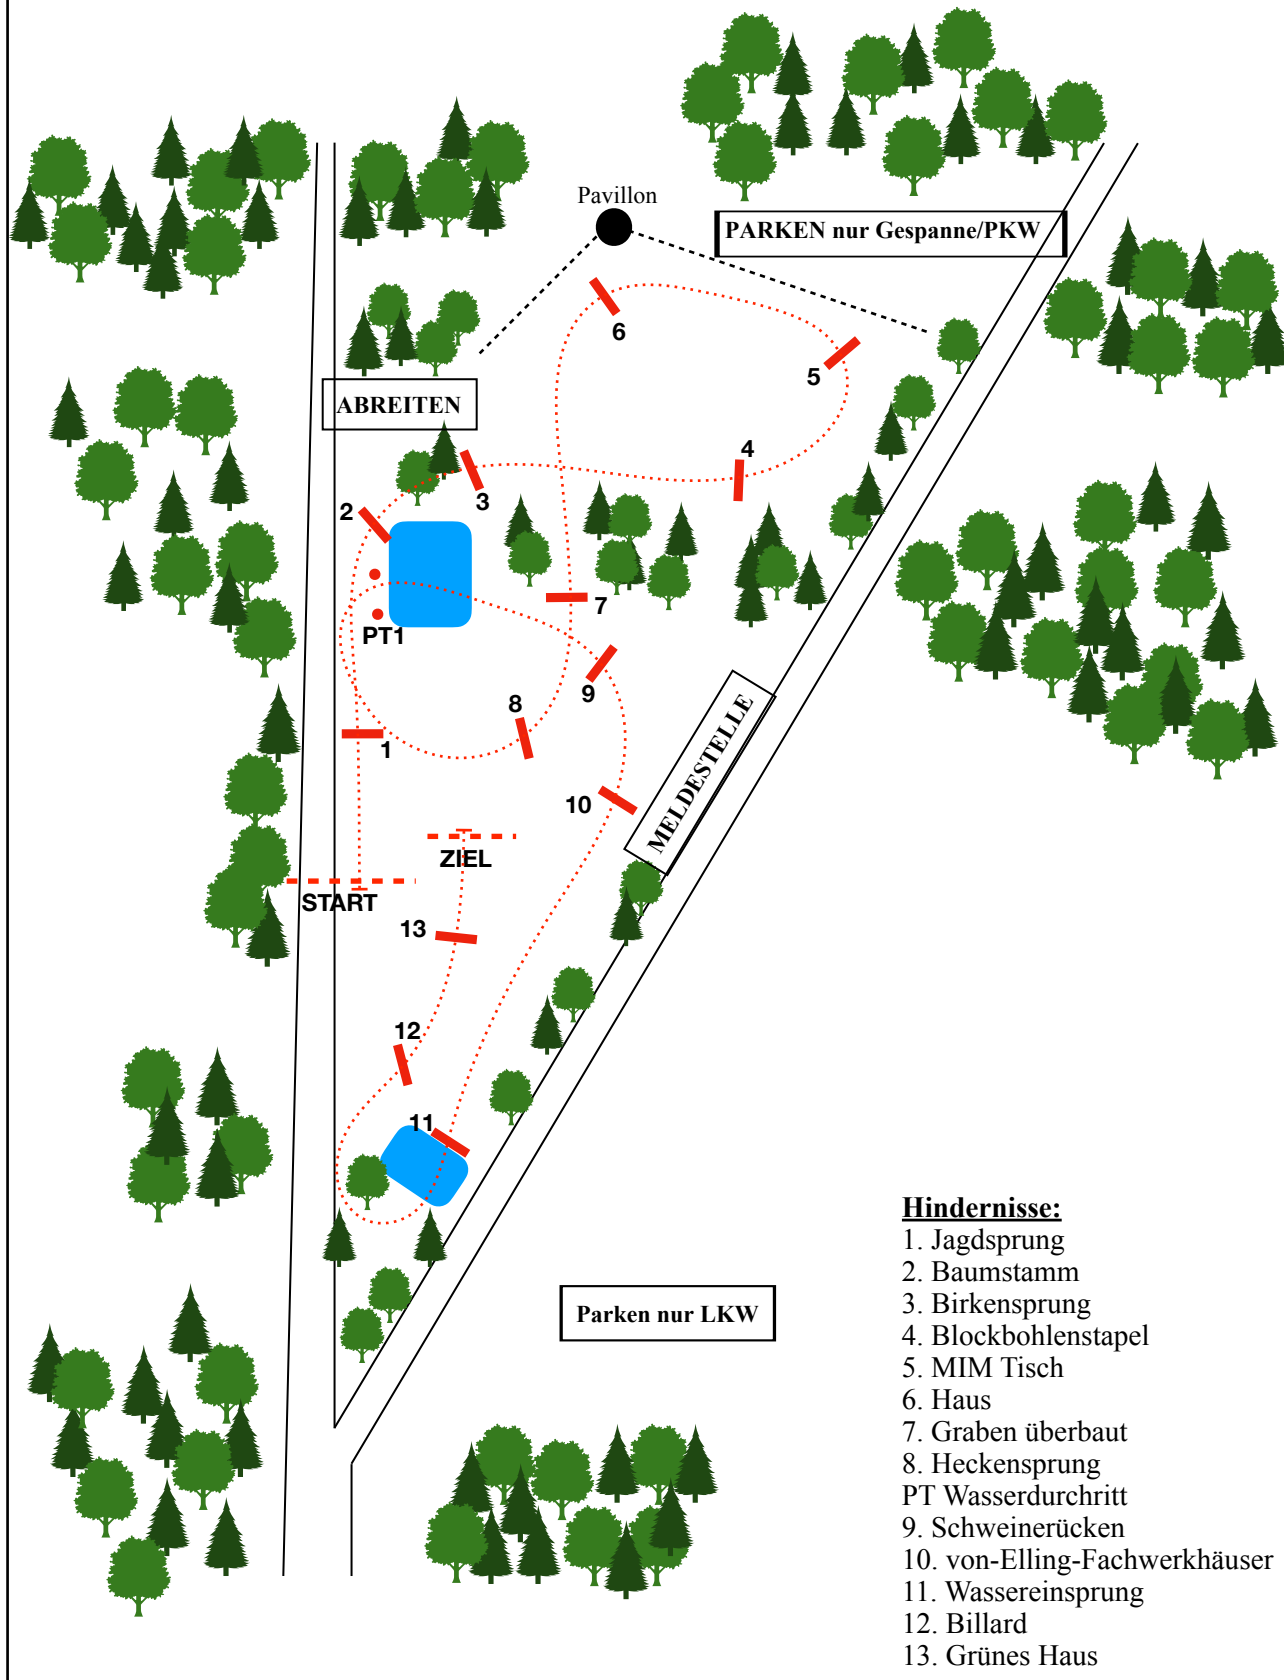 Pavillon
PARKEN nur Gespanne/PKW
6
5
ABREITEN
4
3
2
7
PT1
9
8
1
MELDESTELLE
10
ZIEL
START
13
12
11
Parken nur LKW
Hindernisse:
1. Jagdsprung
2. Baumstamm
3. Birkensprung
4. Blockbohlenstapel
5. MIM Tisch
6. Haus
7. Graben überbaut
8. Heckensprung
PT Wasserdurchritt
9. Schweinerücken
10. von-Elling-Fachwerkhäuser
11. Wassereinsprung
12. Billard
13. Grünes Haus